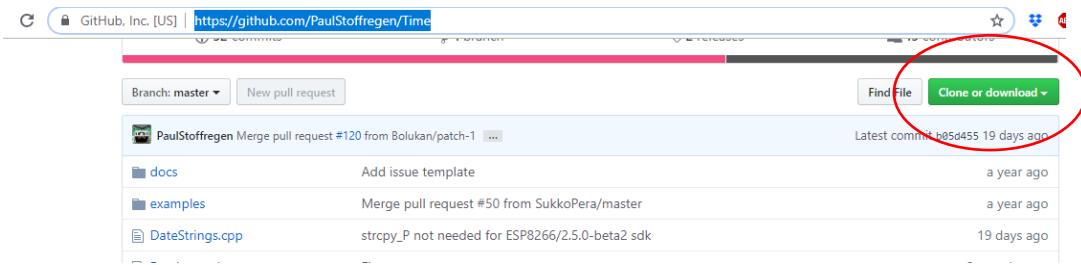 GitHub, Inc. [US] | https://github.com/PaulStoffregen/Time
Branch: master New pull request Find File Clone or download
PaulStoffregen Merge pull request #120 from Bolukan/patch-1 ... Latest commit b05d455 19 days ago
docs Add issue template a year ago
examples Merge pull request #50 from SukkoPera/master a year ago
DateStrings.cpp strcpy_P not needed for ESP8266/2.5.0-beta2 sdk 19 days ago